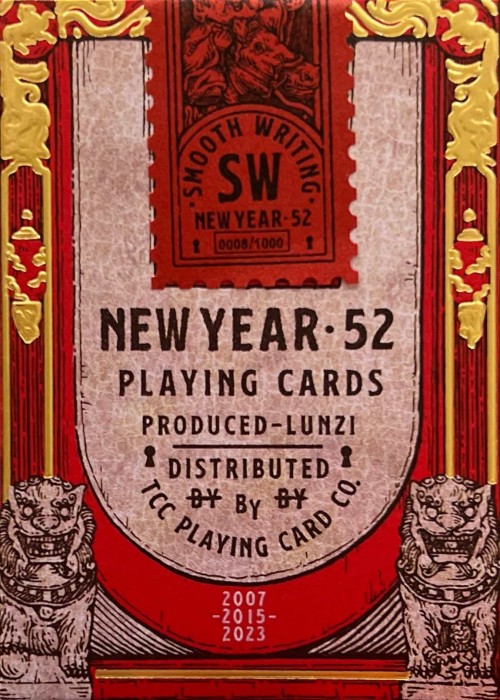 ·SMOOTH WRITING·
SW
NEW YEAR·52
0008/1000
NEW YEAR·52
PLAYING CARDS
PRODUCED-LUNZI
DISTRIBUTED
BY By BY
TCC PLAYING CARD CO.
2007
-2015-
2023